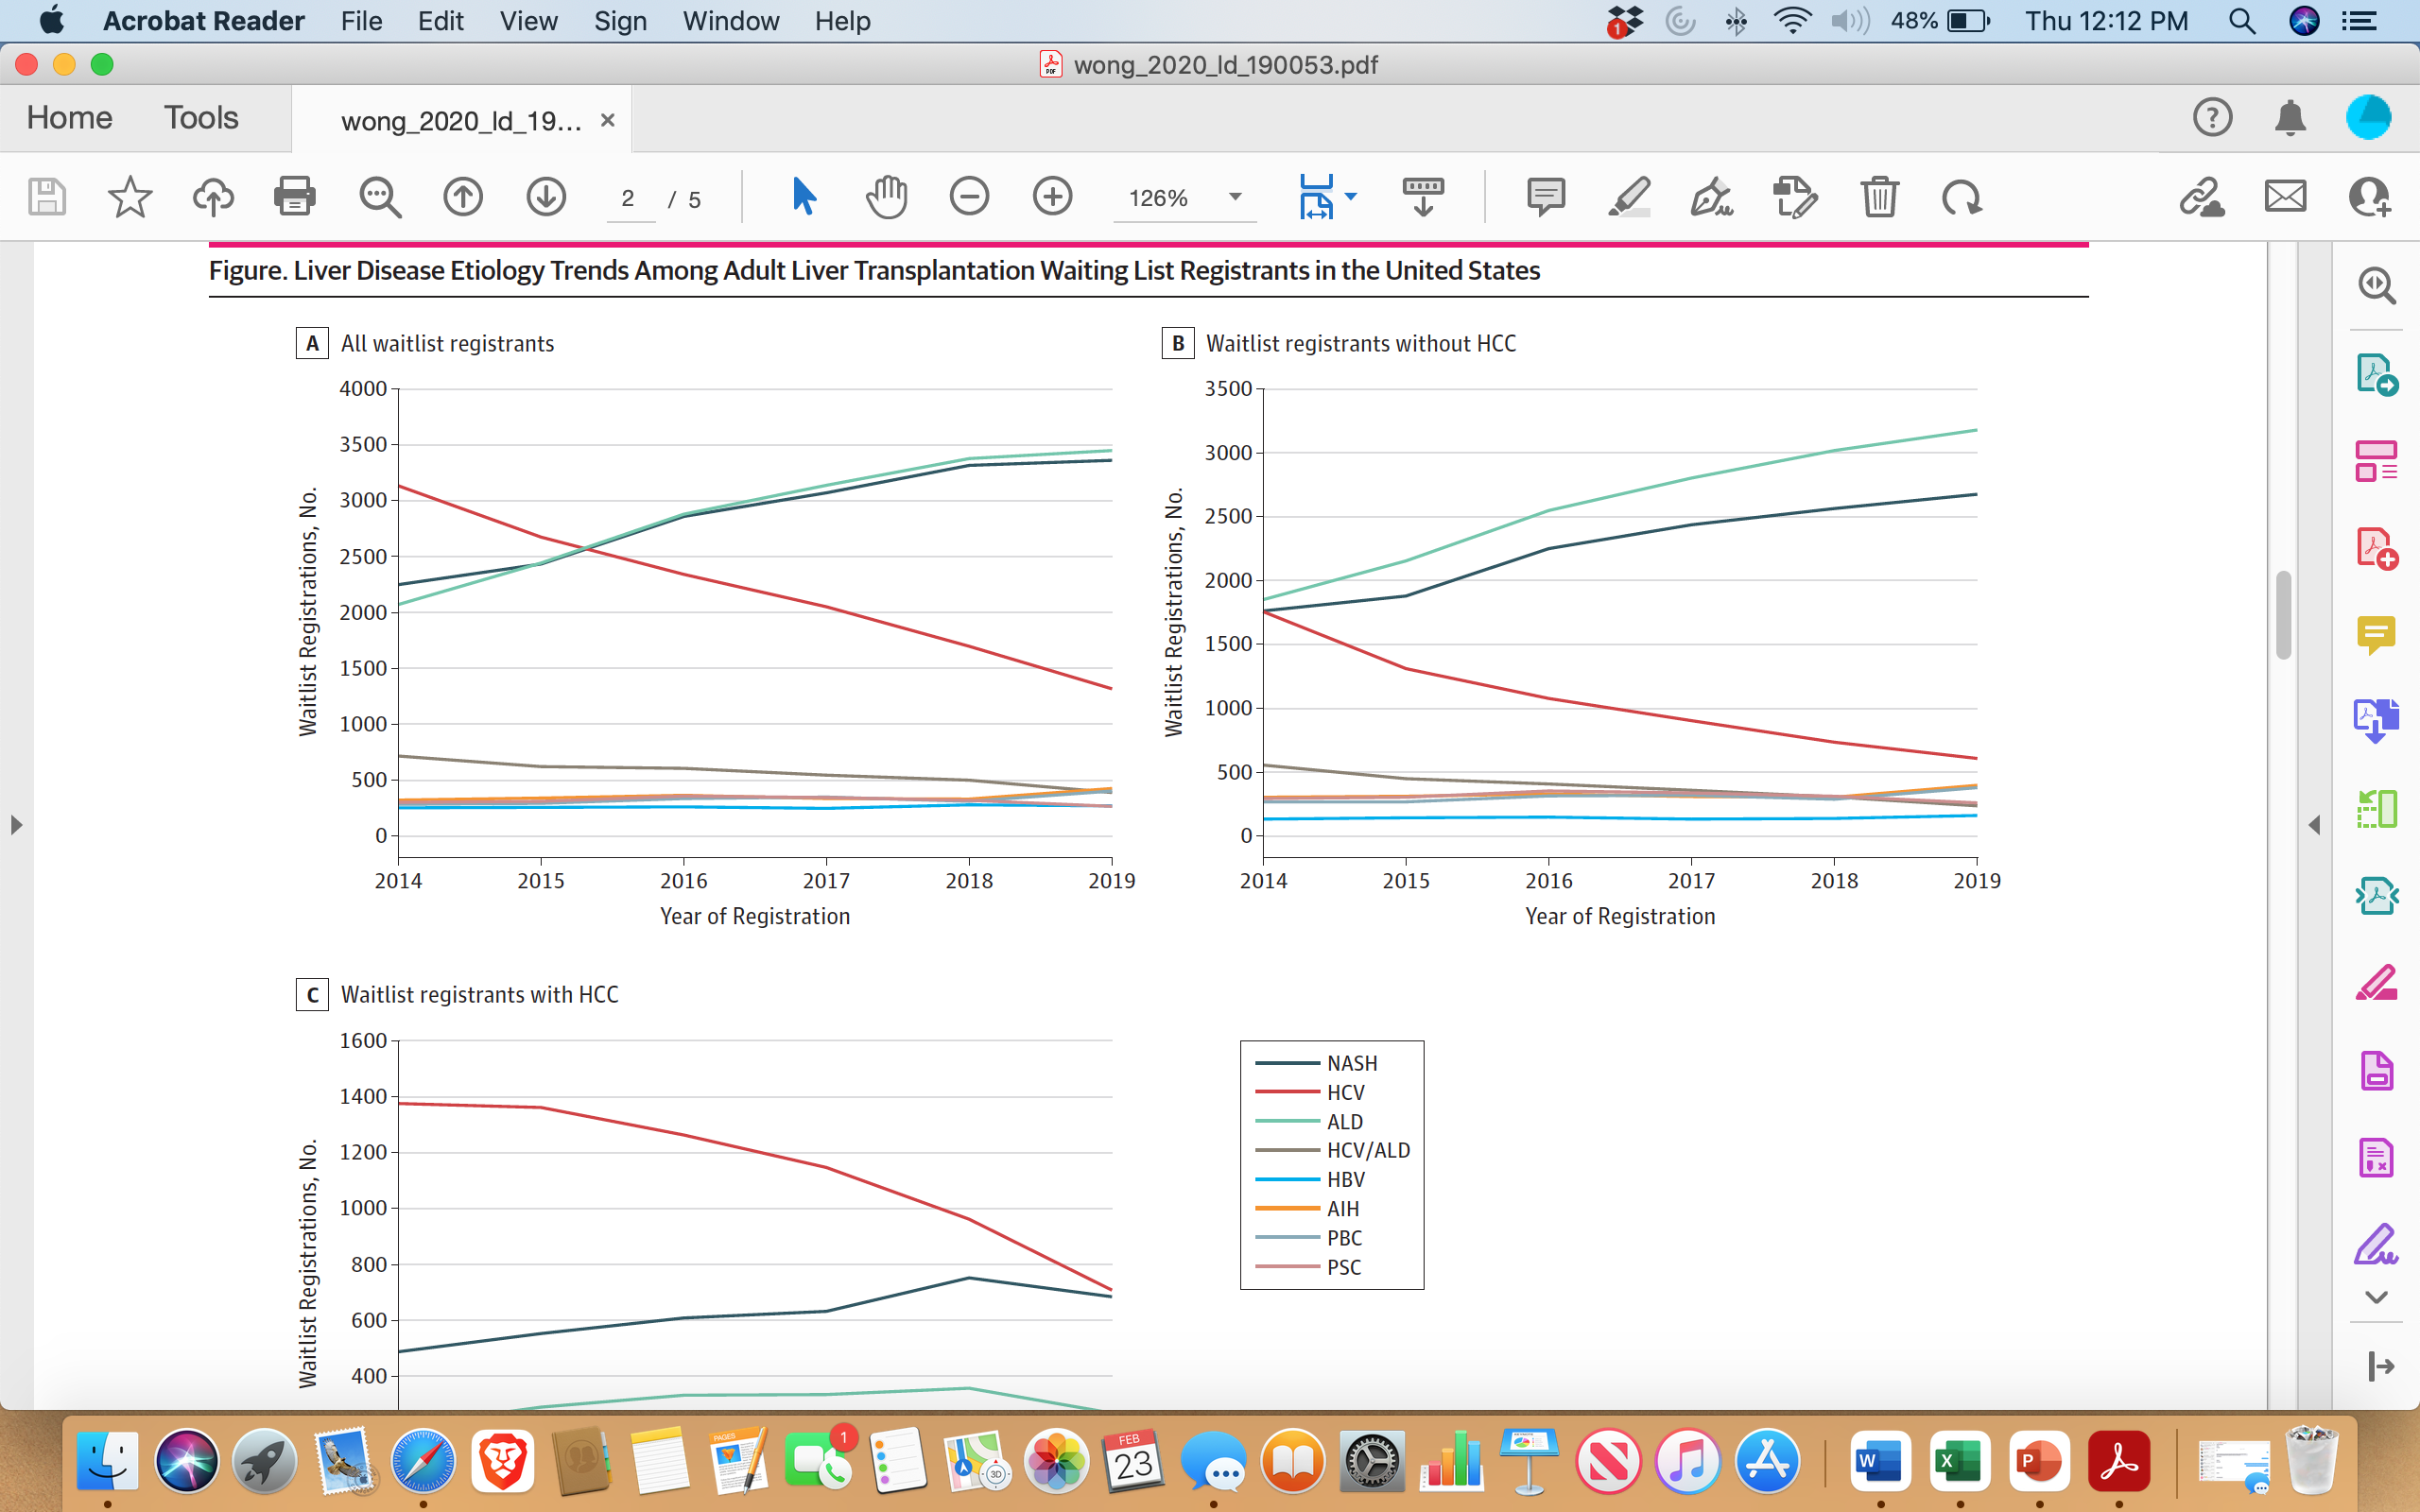 Acrobat Reader File Edit View Sign Window Help 1 48% Thu 12:12 PM
wong_2020_ld_190053.pdf
Home Tools wong_2020_ld_19... ×
2 / 5 126%
Figure. Liver Disease Etiology Trends Among Adult Liver Transplantation Waiting List Registrants in the United States
A All waitlist registrants
4000
3500
3000
2500
2000
1500
1000
500
0
Waitlist Registrations, No.
2014 2015 2016 2017 2018 2019
Year of Registration
B Waitlist registrants without HCC
3500
3000
2500
2000
1500
1000
500
0
Waitlist Registrations, No.
2014 2015 2016 2017 2018 2019
Year of Registration
C Waitlist registrants with HCC
1600
1400
1200
1000
800
600
400
Waitlist Registrations, No.
NASH
HCV
ALD
HCV/ALD
HBV
AIH
PBC
PSC
PAGES
1
3D
FEB
23
W
X
P